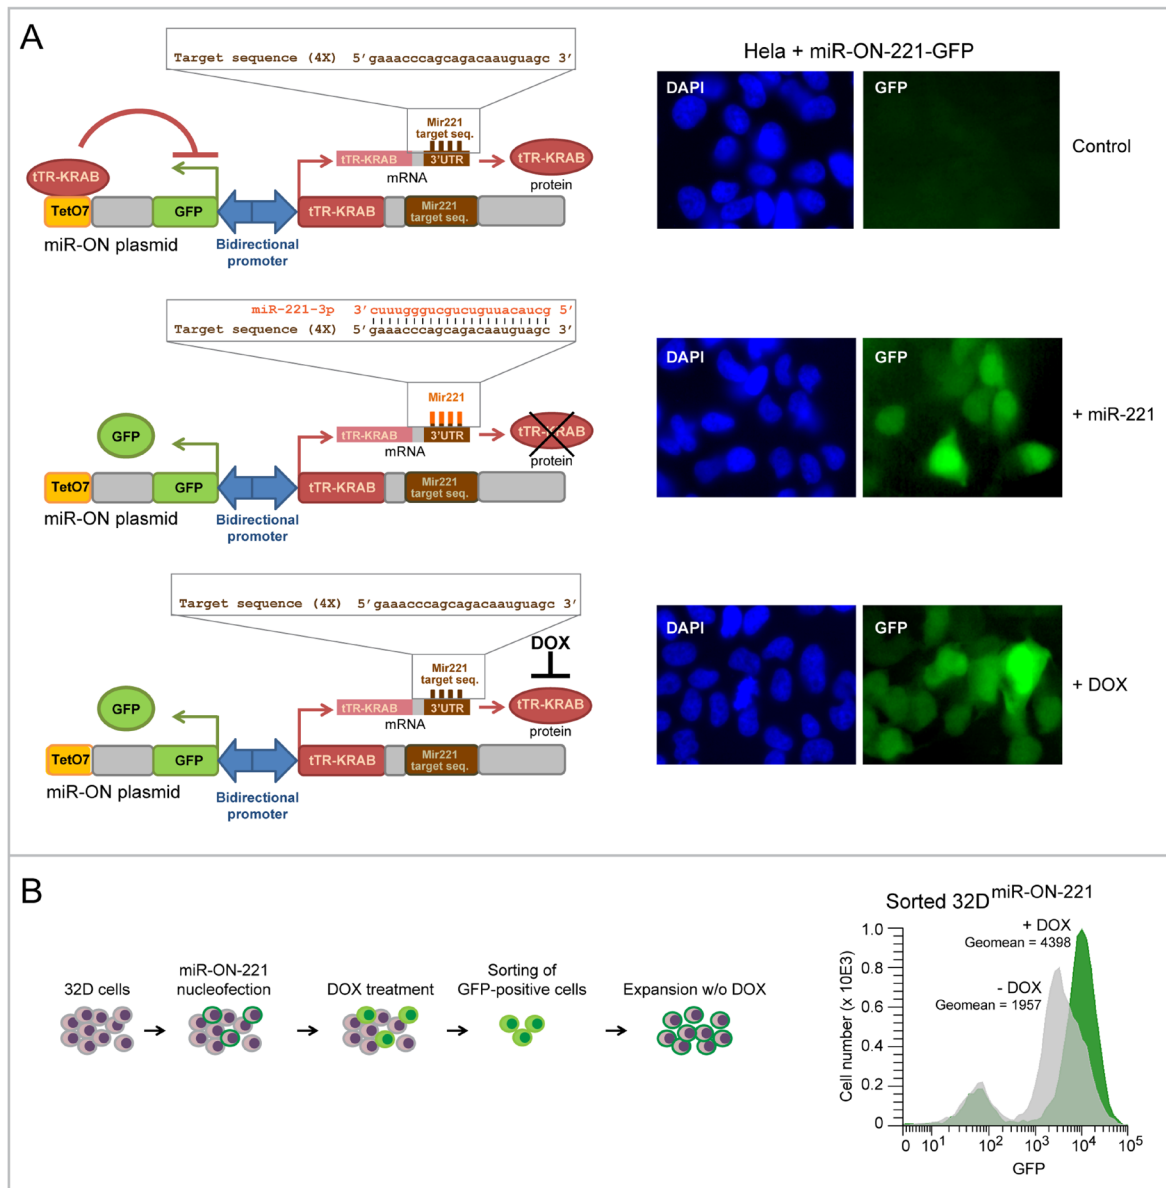 A
Target sequence (4X) 5'gaaacccagcagacaauguagc 3'
Mir221
target seq.
tTR-KRAB
3'UTR
mRNA
tTR-KRAB
protein
tTR-KRAB
TetO7
GFP
tTR-KRAB
Mir221
target seq.
miR-ON plasmid
Bidirectional
promoter
Hela + miR-ON-221-GFP
DAPI
GFP
Control
miR-221-3p 3'cuuugggucgucuguuacaucg 5'
Target sequence (4X) 5'gaaacccagcagacaauguagc 3'
Mir221
GFP
tTR-KRAB
3'UTR
mRNA
tTR-KRAB
protein
TetO7
GFP
tTR-KRAB
Mir221
target seq.
miR-ON plasmid
Bidirectional
promoter
DAPI
GFP
+ miR-221
Target sequence (4X) 5'gaaacccagcagacaauguagc 3'
DOX
Mir221
target seq.
GFP
tTR-KRAB
3'UTR
mRNA
tTR-KRAB
protein
TetO7
GFP
tTR-KRAB
Mir221
target seq.
miR-ON plasmid
Bidirectional
promoter
DAPI
GFP
+ DOX
B
32D cells
miR-ON-221
nucleofection
DOX treatment
Sorting of
GFP-positive cells
Expansion w/o DOX
Sorted 32D miR-ON-221
+ DOX
Geomean = 4398
- DOX
Geomean = 1957
Cell number (x 10E3)
1.0
0.8
0.6
0.4
0.2
0
0 10¹ 10² 10³ 10⁴ 10⁵
GFP